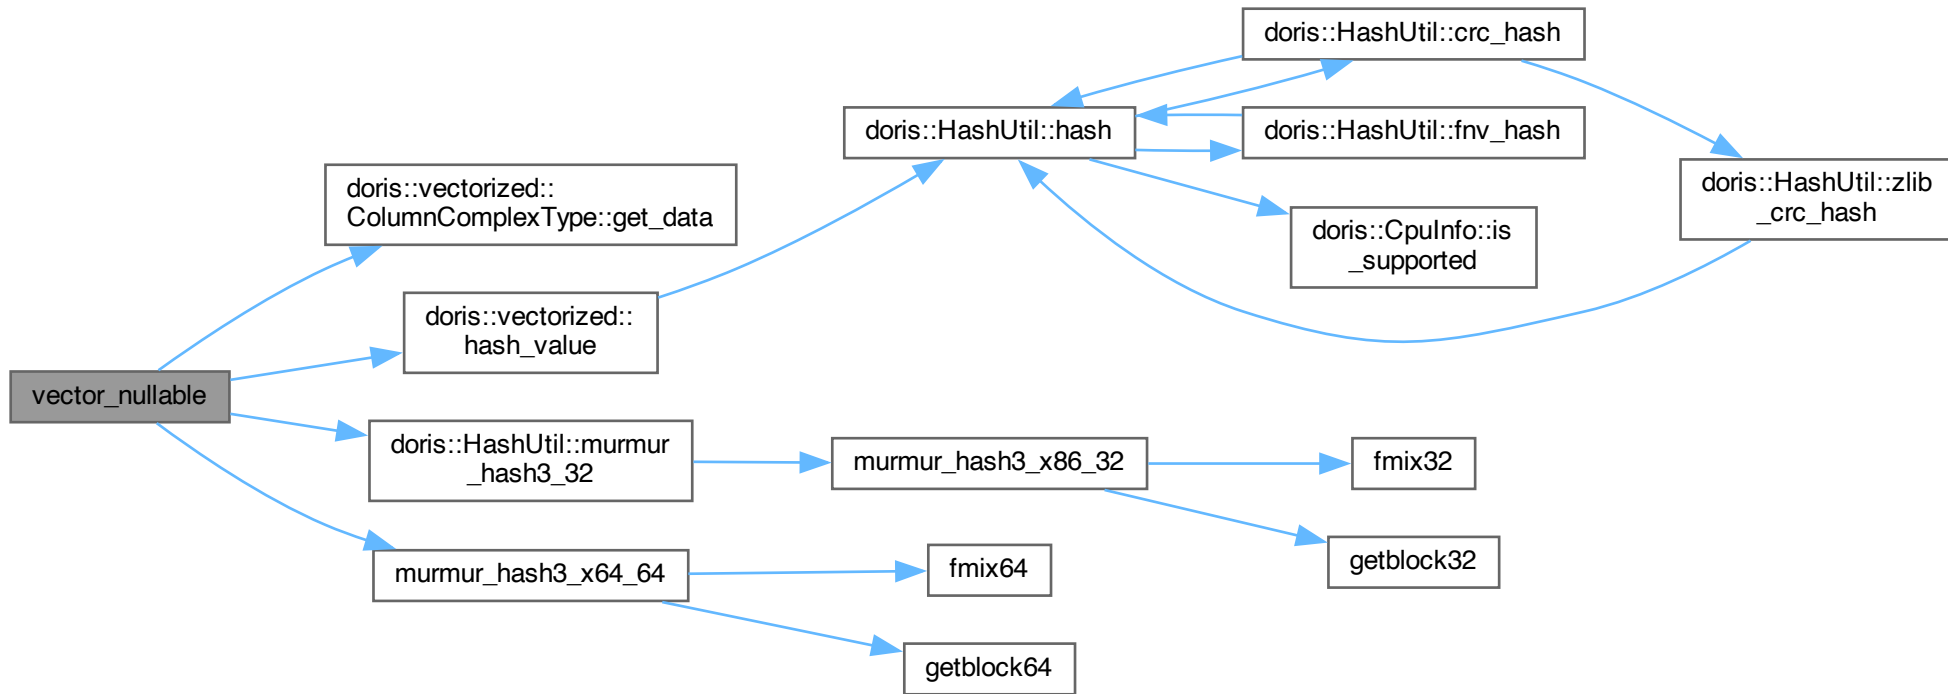 vector_nullable
doris::vectorized::
ColumnComplexType::get_data
doris::vectorized::
hash_value
doris::HashUtil::hash
doris::HashUtil::crc_hash
doris::HashUtil::zlib
_crc_hash
doris::HashUtil::fnv_hash
doris::CpuInfo::is
_supported
doris::HashUtil::murmur
_hash3_32
murmur_hash3_x86_32
fmix32
getblock32
murmur_hash3_x64_64
fmix64
getblock64